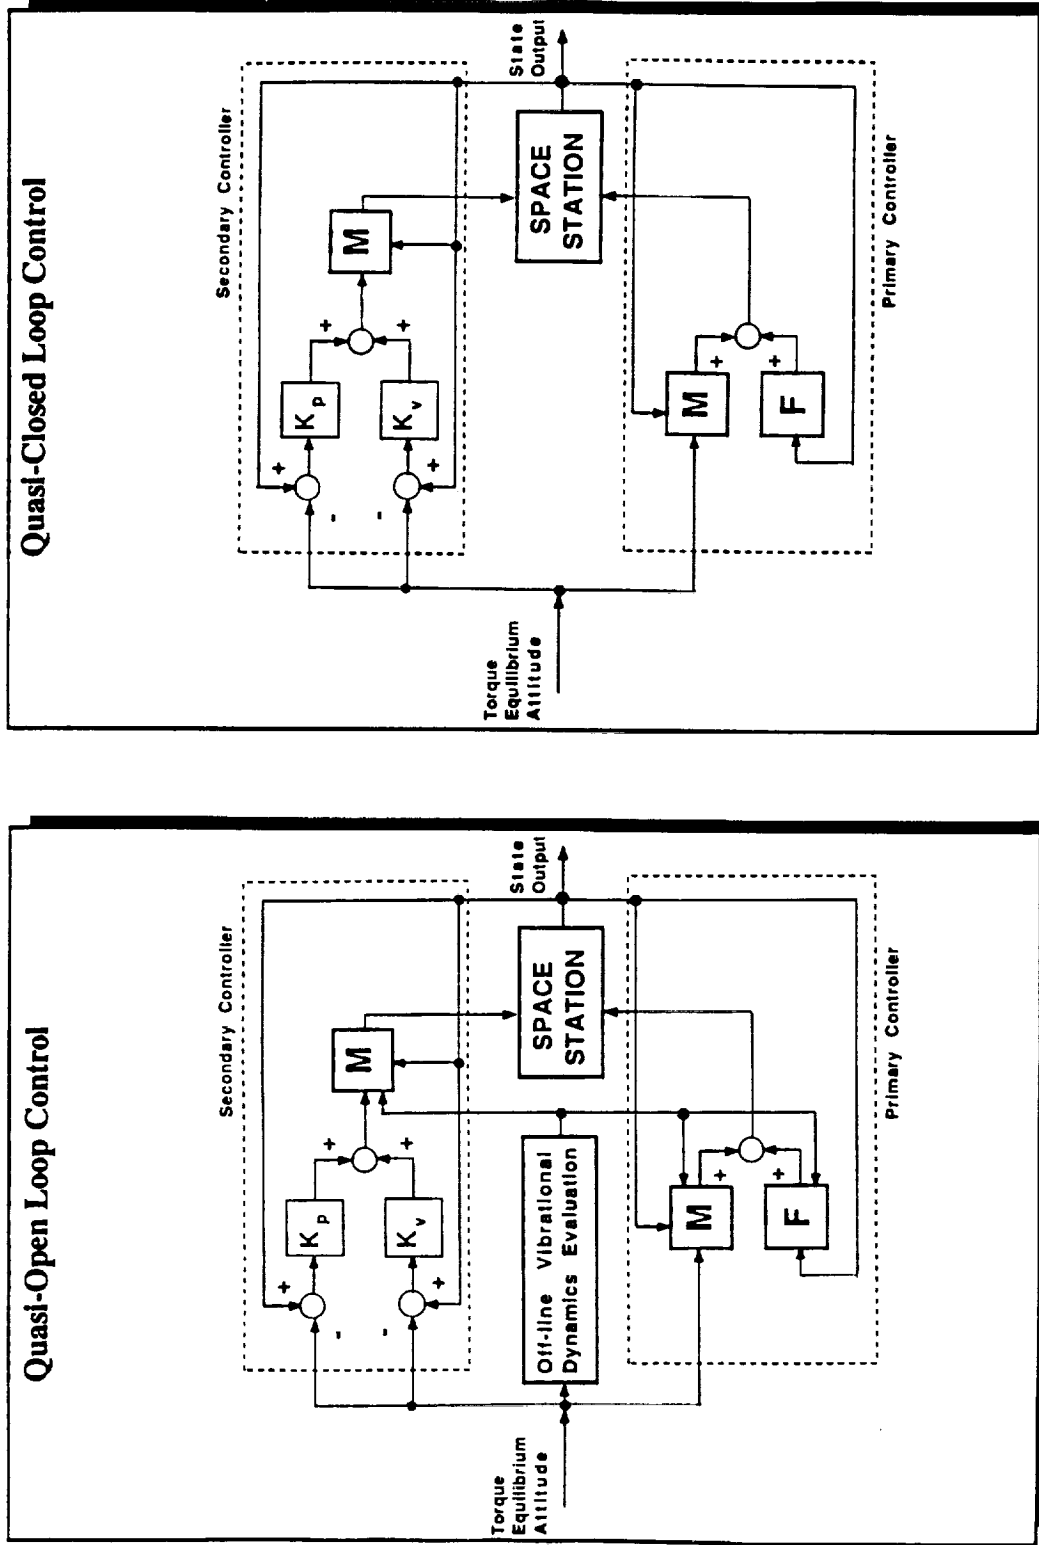 Quasi-Open Loop Control
Secondary Controller
+
-
K p
+
-
+
K v
+
+
M
Torque
Equilibrium
Attitude
Off-line Vibrational
Dynamics Evaluation
SPACE
STATION
State
Output
M
+
F
+
Primary Controller
Quasi-Closed Loop Control
Secondary Controller
+
-
K p
+
-
+
K v
+
M
Torque
Equilibrium
Attitude
SPACE
STATION
State
Output
M
+
F
+
Primary Controller